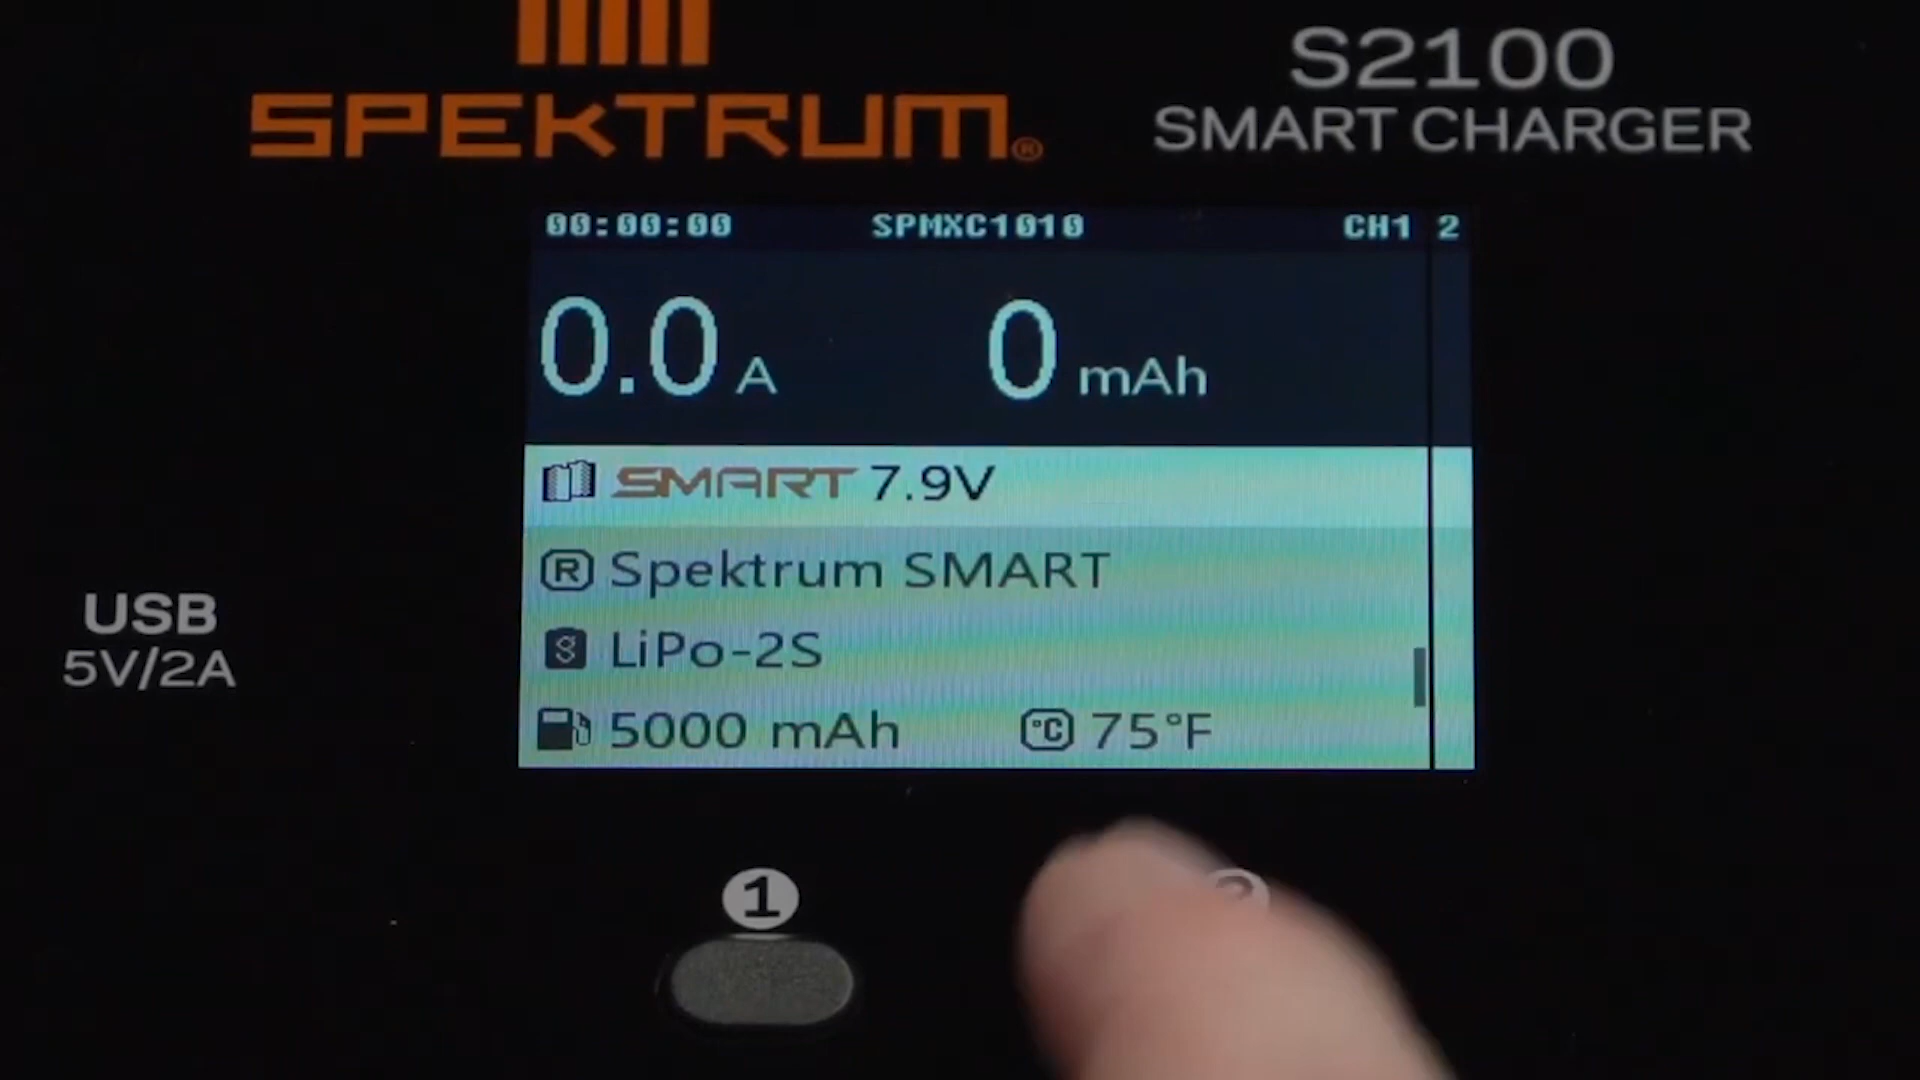 SPEKTRUM®
S2100
SMART CHARGER
00:00:00 SPMXC1010 CH1 2
0.0 A 0 mAh
SMART 7.9V
R Spektrum SMART
S LiPo-2S
5000 mAh °C 75°F
USB
5V/2A
1
2